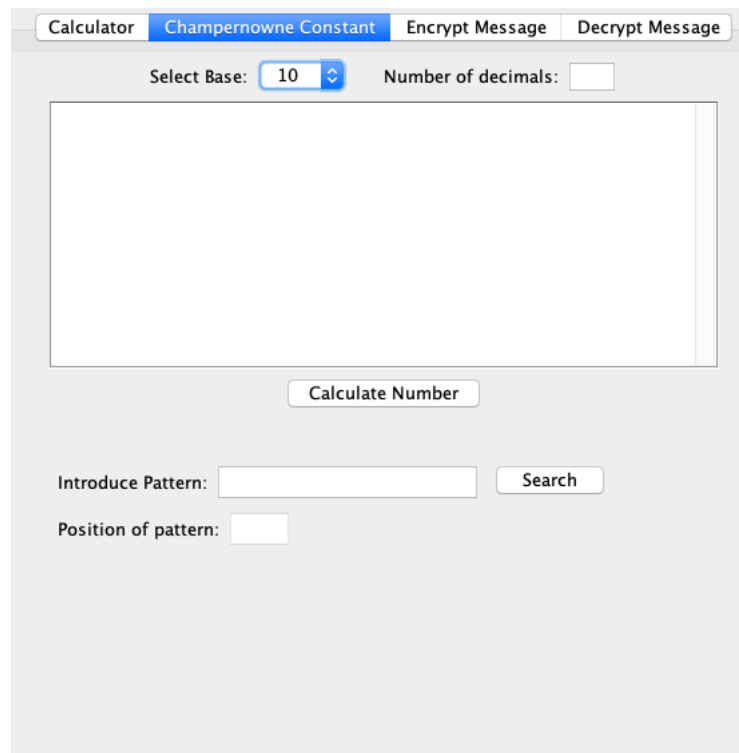 Calculator Champernowne Constant Encrypt Message Decrypt Message
Select Base: 10 Number of decimals:
Calculate Number
Introduce Pattern: Search
Position of pattern: